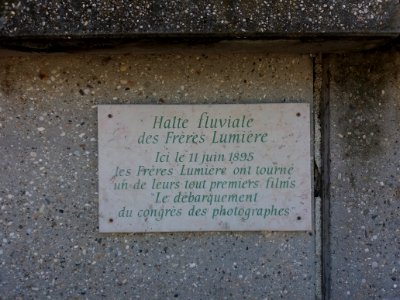 Halte fluviale
des Frères Lumière
Ici le 11 juin 1895
les Frères Lumière ont tourné
un de leurs tout premiers films
"Le débarquement
du congrès des photographes"